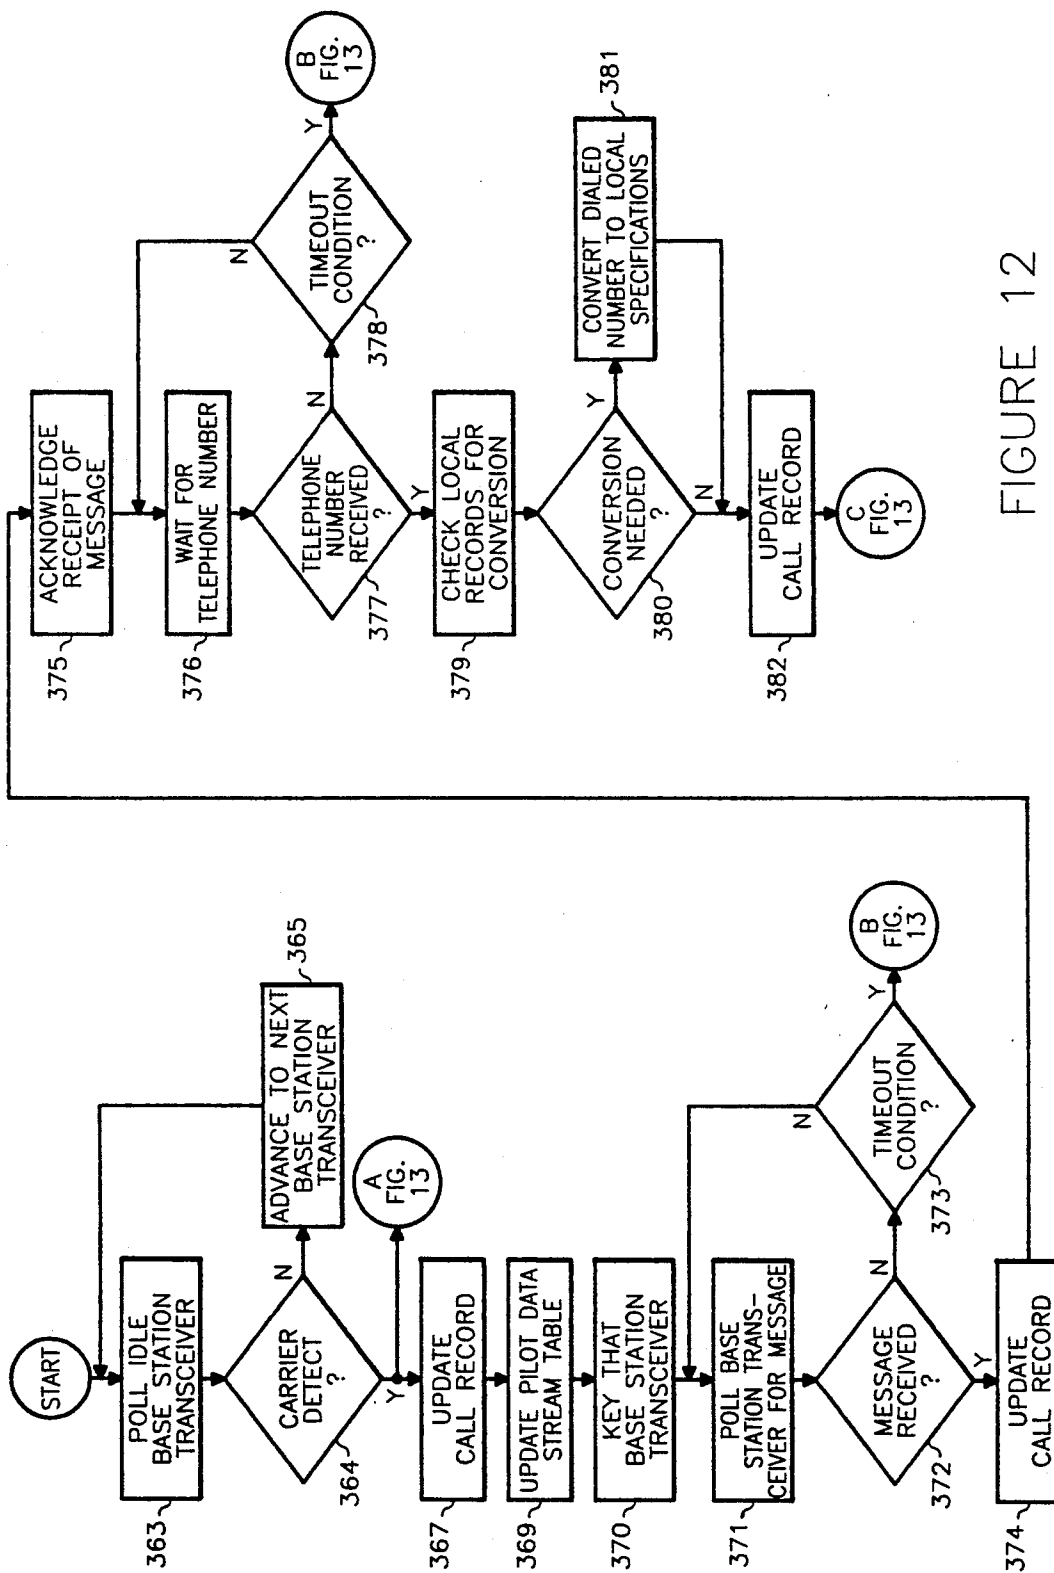 START
POLL IDLE
BASE STATION
TRANSCEIVER
363
CARRIER
DETECT
?
364
N
Y
ADVANCE TO NEXT
BASE STATION
TRANSCEIVER
365
A
FIG.
13
UPDATE
CALL RECORD
367
UPDATE PILOT DATA
STREAM TABLE
369
KEY THAT
BASE STATION
TRANSCEIVER
370
POLL BASE
STATION TRANS-
CEIVER FOR MESSAGE
371
MESSAGE
RECEIVED
?
372
N
Y
TIMEOUT
CONDITION
?
373
N
Y
B
FIG.
13
UPDATE
CALL RECORD
374
ACKNOWLEDGE
RECEIPT OF
MESSAGE
375
WAIT FOR
TELEPHONE NUMBER
376
TELEPHONE
NUMBER
RECEIVED
?
377
N
Y
TIMEOUT
CONDITION
?
378
N
Y
B
FIG.
13
CHECK LOCAL
RECORDS FOR
CONVERSION
379
CONVERSION
NEEDED
?
380
Y
N
CONVERT DIALED
NUMBER TO LOCAL
SPECIFICATIONS
381
UPDATE
CALL RECORD
382
C
FIG.
13
FIGURE 12